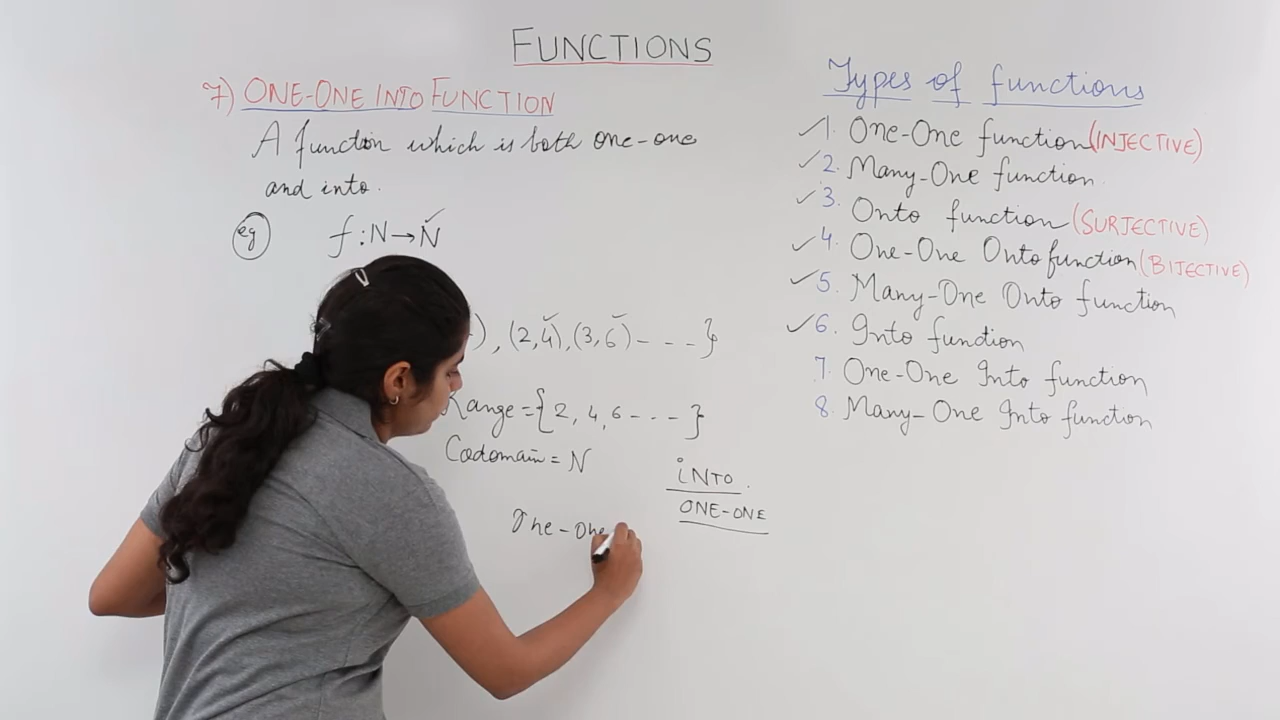 FUNCTIONS
7) ONE-ONE INTO FUNCTION
A function which is both one-one
and into.
eg f : N → N
), (2,4), (3,6) - - - - }
Range = { 2, 4, 6 - - - - }
Codomain = N
INTO.
ONE-ONE
One-One
Types of functions
✓ 1. One-One function (INJECTIVE)
✓ 2. Many-One function.
✓ 3. Onto function (SURJECTIVE)
✓ 4. One-One Onto function (BIJECTIVE)
✓ 5. Many-One Onto function
✓ 6. Into function
7. One-One Into function
8. Many-One Into function